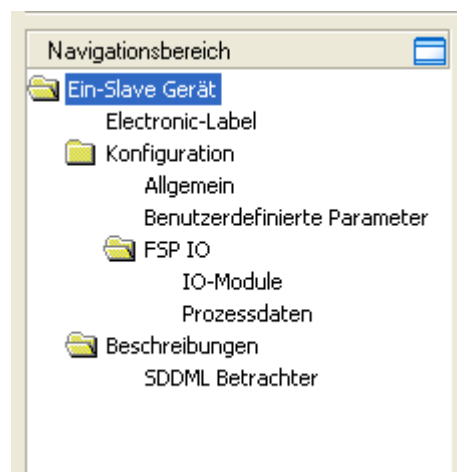 Navigationsbereich
Ein-Slave Gerät
Electronic-Label
Konfiguration
Allgemein
Benutzerdefinierte Parameter
FSP IO
IO-Module
Prozessdaten
Beschreibungen
SDDML Betrachter